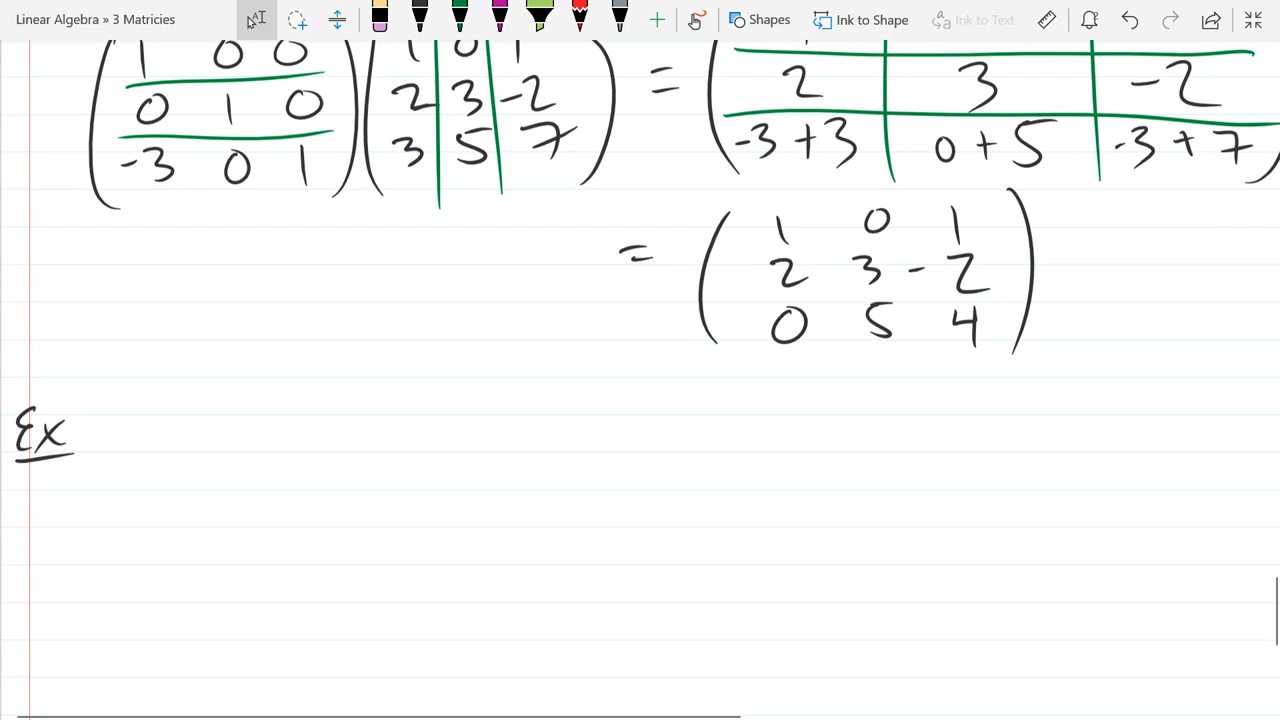 Linear Algebra » 3 Matricies
Shapes
Ink to Shape
Ink to Text
1 0 0 1 0 1
0 1 0 2 3 -2 = 2 3 -2
-3 0 1 3 5 7 -3 + 3 0 + 5 -3 + 7
= 1 0 1
2 3 -2
0 5 4
Ex